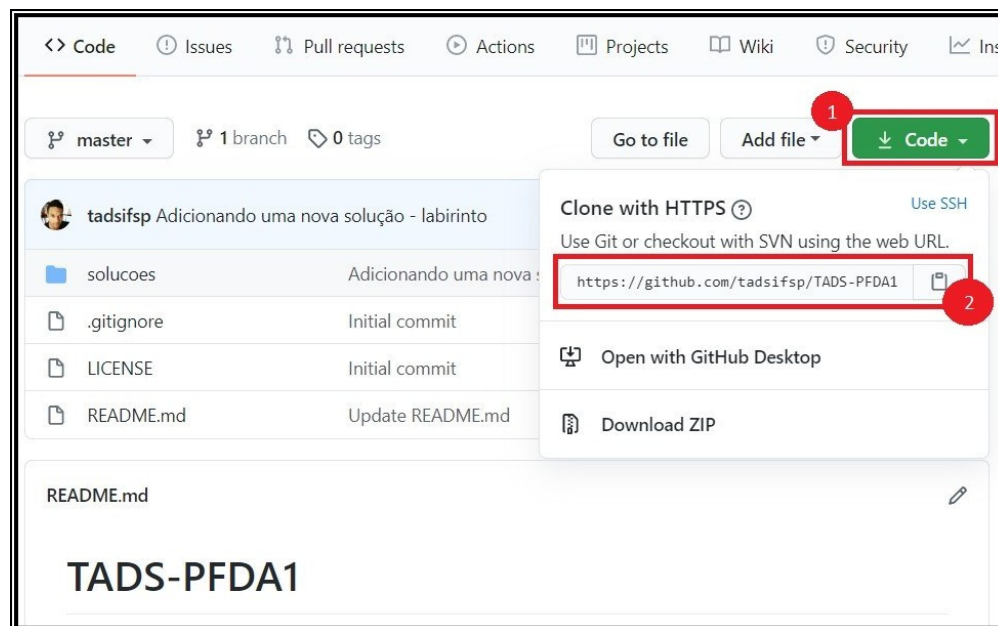 Code Issues Pull requests Actions Projects Wiki Security Ins
1
master 1 branch 0 tags Go to file Add file Code
tadsifsp Adicionando uma nova solução - labirinto
Clone with HTTPS Use SSH
Use Git or checkout with SVN using the web URL.
https://github.com/tadsifsp/TADS-PFDA1
2
Open with GitHub Desktop
Download ZIP
solucoes Adicionando uma nova s
.gitignore Initial commit
LICENSE Initial commit
README.md Update README.md
README.md
TADS-PFDA1